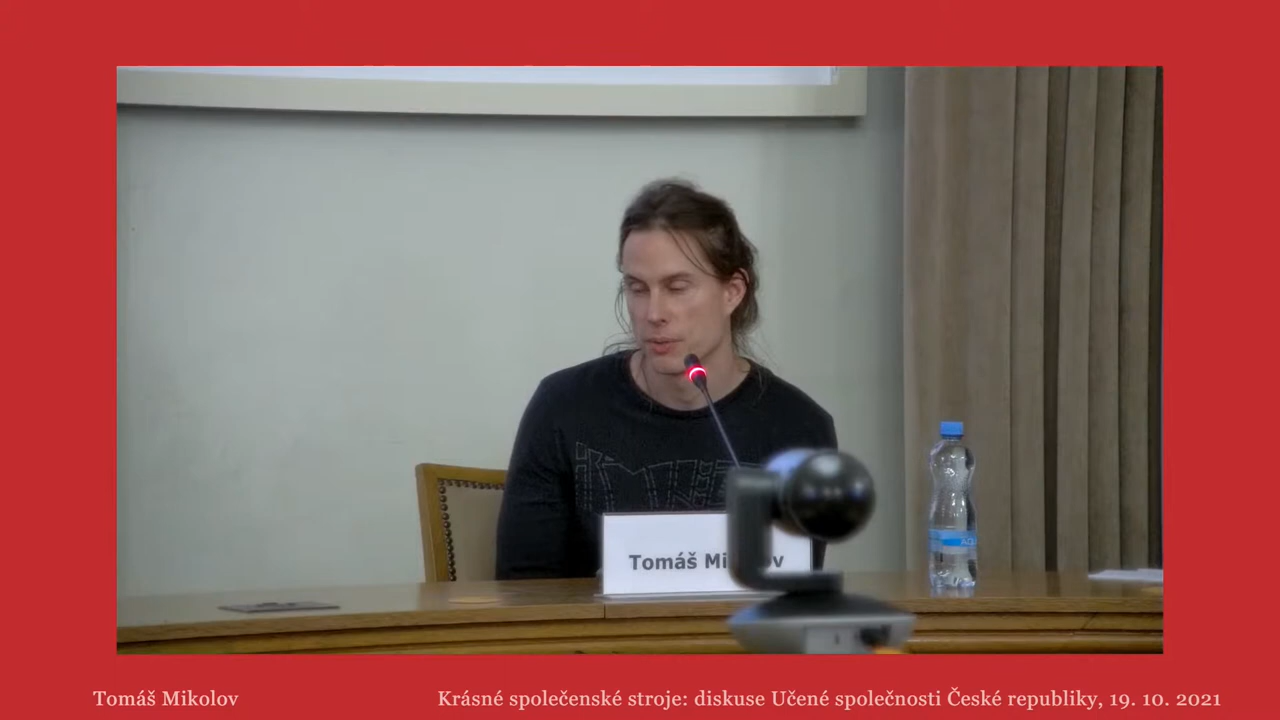 Tomáš
Tomáš Mikolov
Krásné společenské stroje: diskuse Učené společnosti České republiky, 19. 10. 2021